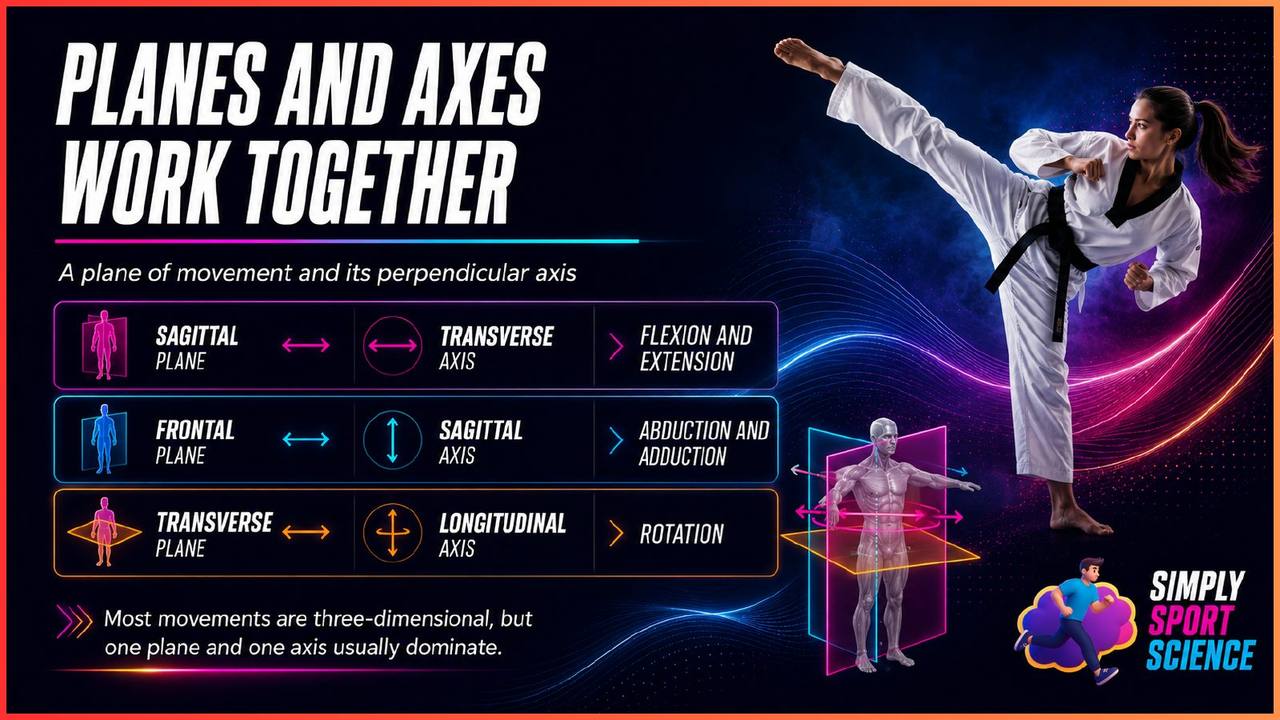 PLANES AND AXES
WORK TOGETHER
A plane of movement and its perpendicular axis
SAGITTAL
PLANE
TRANSVERSE
AXIS
FLEXION AND
EXTENSION
FRONTAL
PLANE
SAGITTAL
AXIS
ABDUCTION AND
ADDUCTION
TRANSVERSE
PLANE
LONGITUDINAL
AXIS
ROTATION
Most movements are three-dimensional, but
one plane and one axis usually dominate.
SIMPLY
SPORT
SCIENCE